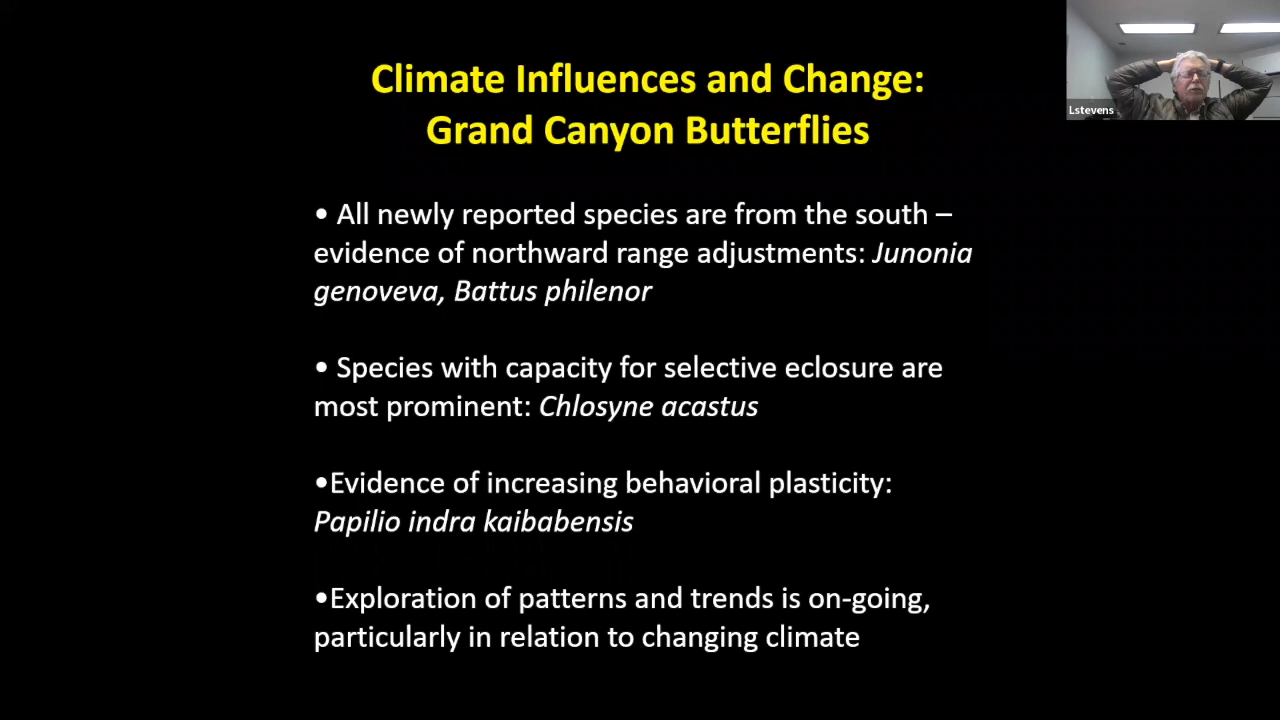 Climate Influences and Change:
Grand Canyon Butterflies
Lstevens
• All newly reported species are from the south –
evidence of northward range adjustments: Junonia
genoveva, Battus philenor
• Species with capacity for selective eclosure are
most prominent: Chlosyne acastus
•Evidence of increasing behavioral plasticity:
Papilio indra kaibabensis
•Exploration of patterns and trends is on-going,
particularly in relation to changing climate